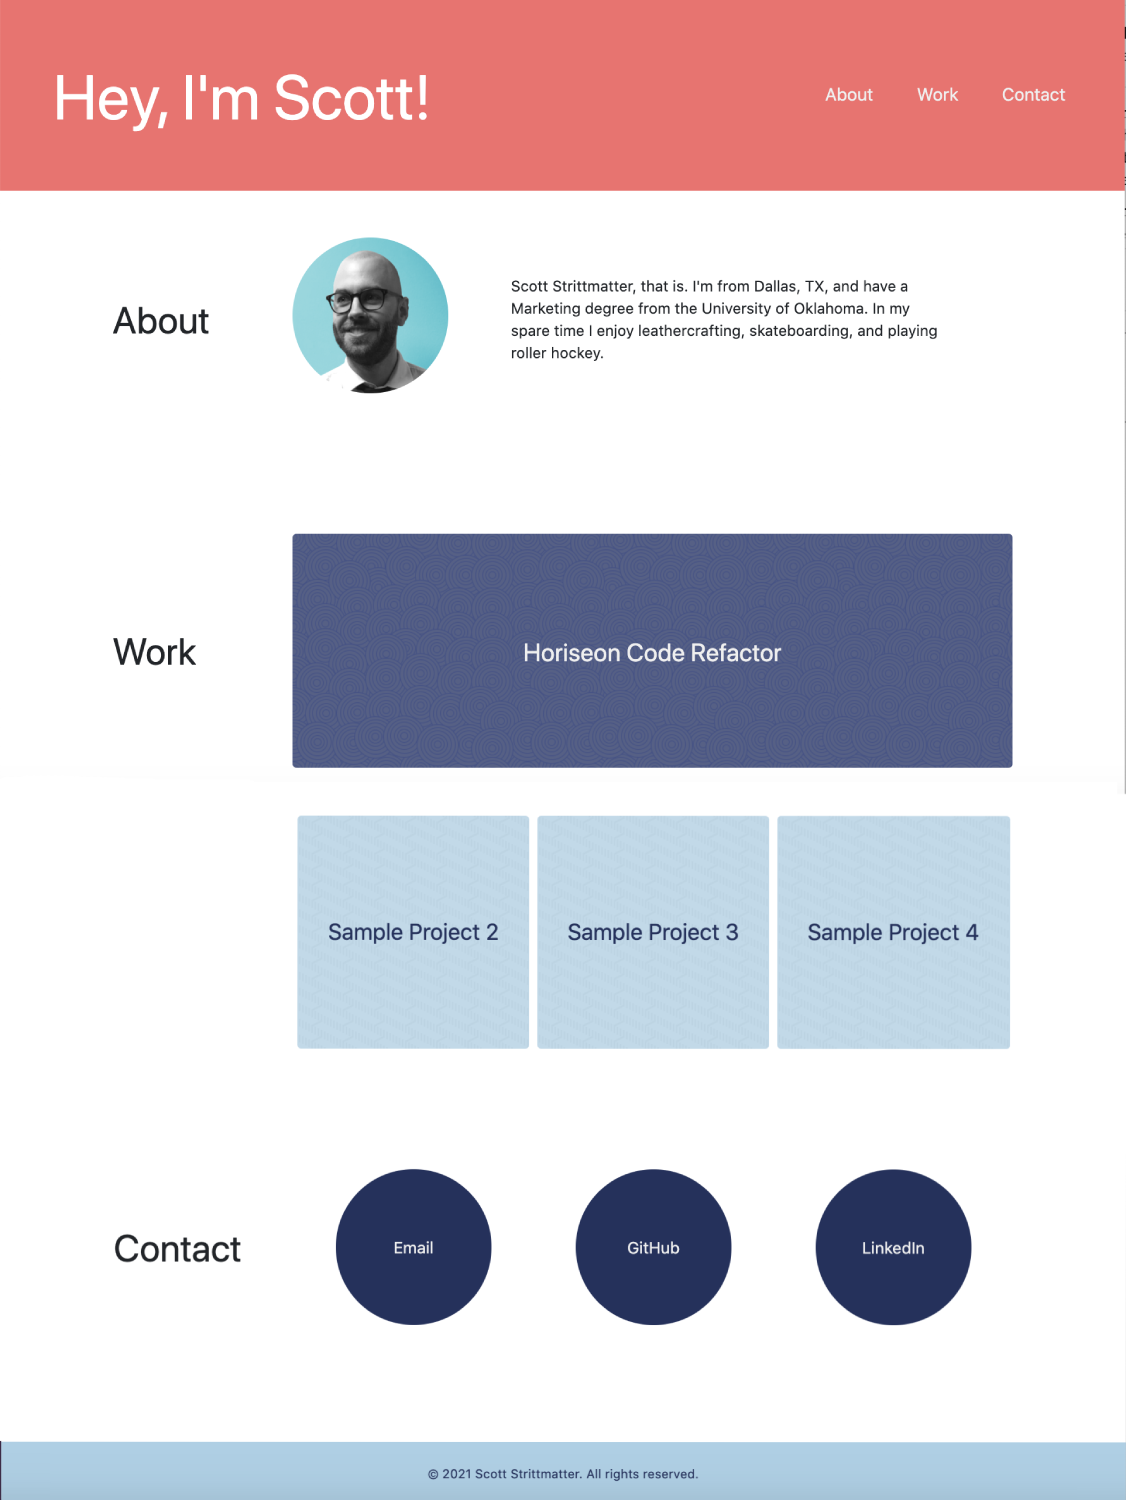 Hey, I'm Scott!
About
Work
Contact
About
Scott Strittmatter, that is. I'm from Dallas, TX, and have a
Marketing degree from the University of Oklahoma. In my
spare time I enjoy leathercrafting, skateboarding, and playing
roller hockey.
Work
Horiseon Code Refactor
Sample Project 2
Sample Project 3
Sample Project 4
Contact
Email
GitHub
LinkedIn
© 2021 Scott Strittmatter. All rights reserved.